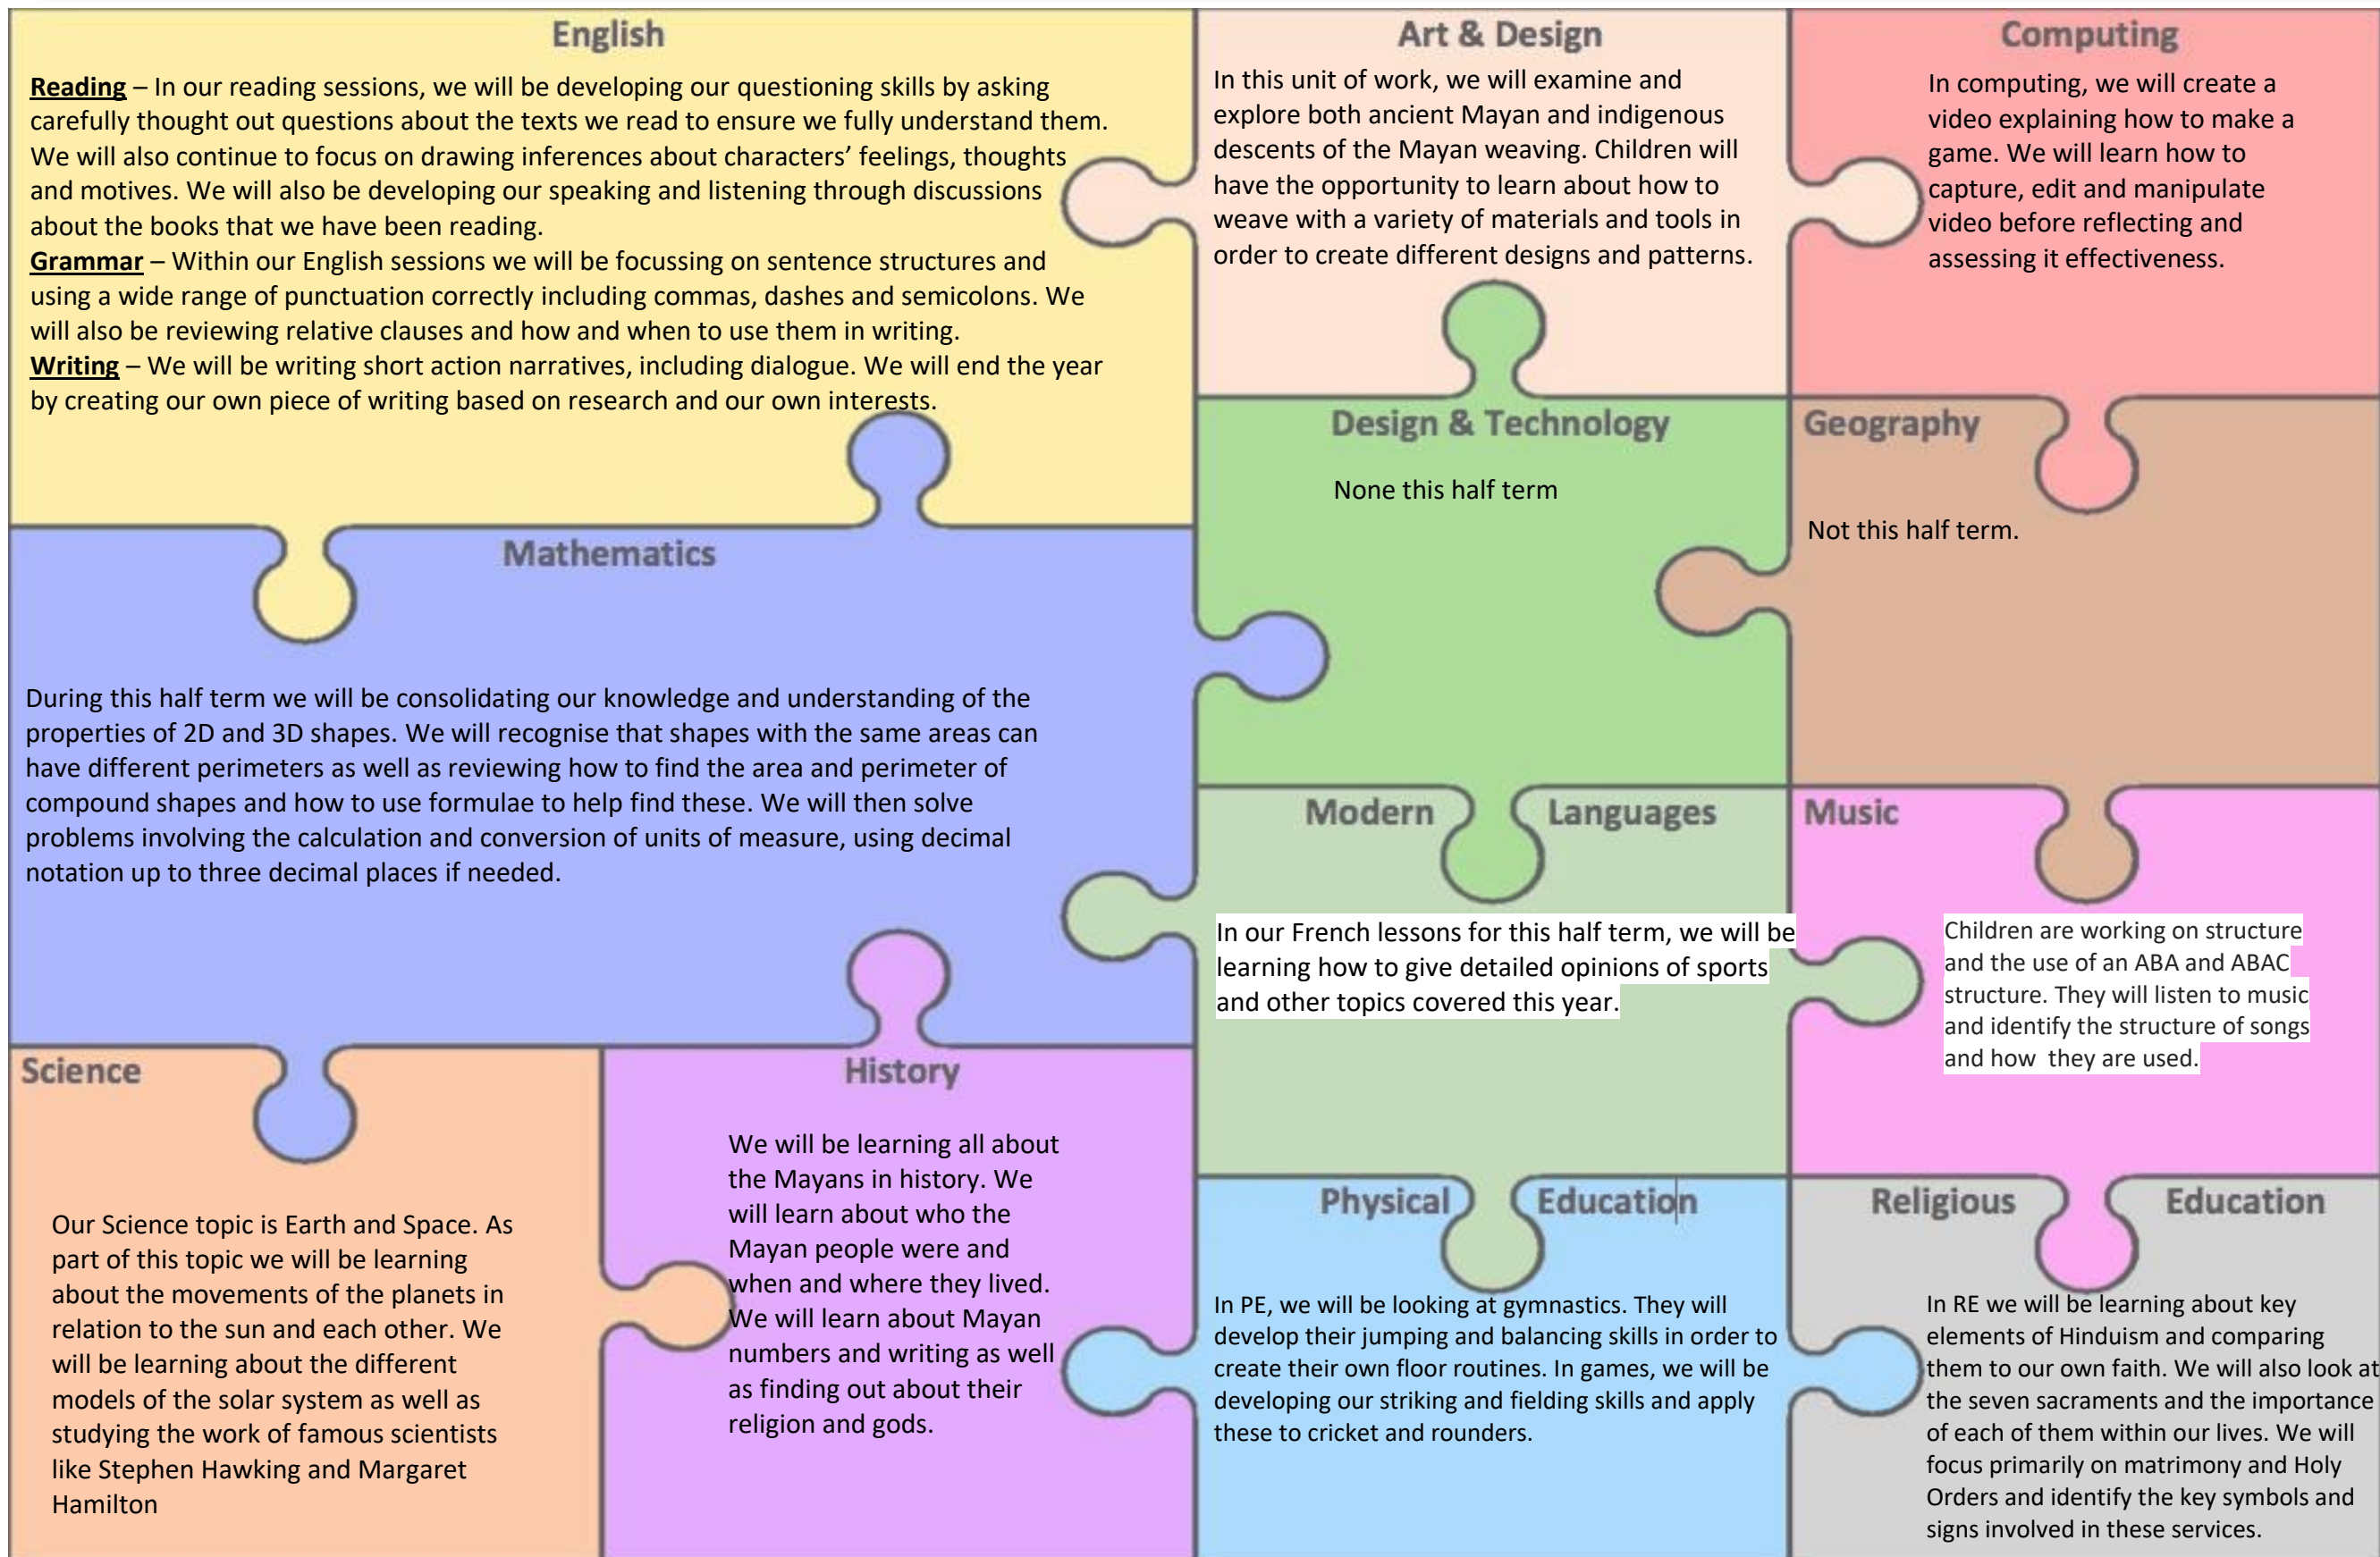 English
Reading – In our reading sessions, we will be developing our questioning skills by asking
carefully thought out questions about the texts we read to ensure we fully understand them.
We will also continue to focus on drawing inferences about characters’ feelings, thoughts
and motives. We will also be developing our speaking and listening through discussions
about the books that we have been reading.
Grammar – Within our English sessions we will be focussing on sentence structures and
using a wide range of punctuation correctly including commas, dashes and semicolons. We
will also be reviewing relative clauses and how and when to use them in writing.
Writing – We will be writing short action narratives, including dialogue. We will end the year
by creating our own piece of writing based on research and our own interests.
Art & Design
In this unit of work, we will examine and
explore both ancient Mayan and indigenous
descents of the Mayan weaving. Children will
have the opportunity to learn about how to
weave with a variety of materials and tools in
order to create different designs and patterns.
Computing
In computing, we will create a
video explaining how to make a
game. We will learn how to
capture, edit and manipulate
video before reflecting and
assessing it effectiveness.
Design & Technology
None this half term
Geography
Not this half term.
Mathematics
During this half term we will be consolidating our knowledge and understanding of the
properties of 2D and 3D shapes. We will recognise that shapes with the same areas can
have different perimeters as well as reviewing how to find the area and perimeter of
compound shapes and how to use formulae to help find these. We will then solve
problems involving the calculation and conversion of units of measure, using decimal
notation up to three decimal places if needed.
Modern Languages
In our French lessons for this half term, we will be
learning how to give detailed opinions of sports
and other topics covered this year.
Music
Children are working on structure
and the use of an ABA and ABAC
structure. They will listen to music
and identify the structure of songs
and how  they are used.
Science
Our Science topic is Earth and Space. As
part of this topic we will be learning
about the movements of the planets in
relation to the sun and each other. We
will be learning about the different
models of the solar system as well as
studying the work of famous scientists
like Stephen Hawking and Margaret
Hamilton
History
We will be learning all about
the Mayans in history. We
will learn about who the
Mayan people were and
when and where they lived.
We will learn about Mayan
numbers and writing as well
as finding out about their
religion and gods.
Physical Education
In PE, we will be looking at gymnastics. They will
develop their jumping and balancing skills in order to
create their own floor routines. In games, we will be
developing our striking and fielding skills and apply
these to cricket and rounders.
Religious Education
In RE we will be learning about key
elements of Hinduism and comparing
them to our own faith. We will also look at
the seven sacraments and the importance
of each of them within our lives. We will
focus primarily on matrimony and Holy
Orders and identify the key symbols and
signs involved in these services.